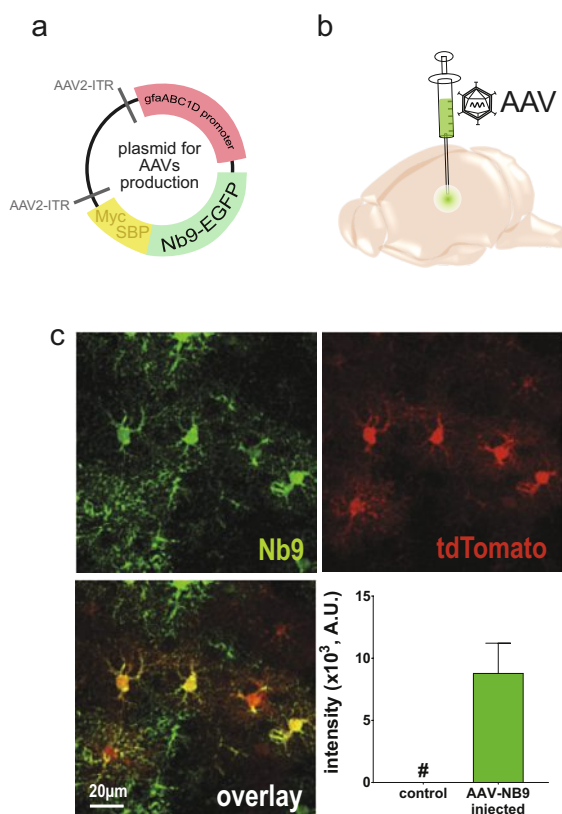 a
AAV2-ITR
gfaABC1D promoter
plasmid for
AAVs
production
AAV2-ITR
Myc
SBP
Nb9-EGFP
b
AAV
c
Nb9
tdTomato
20µm
overlay
intensity (x10³, A.U.)
15
10
5
0
#
control
AAV-NB9
injected